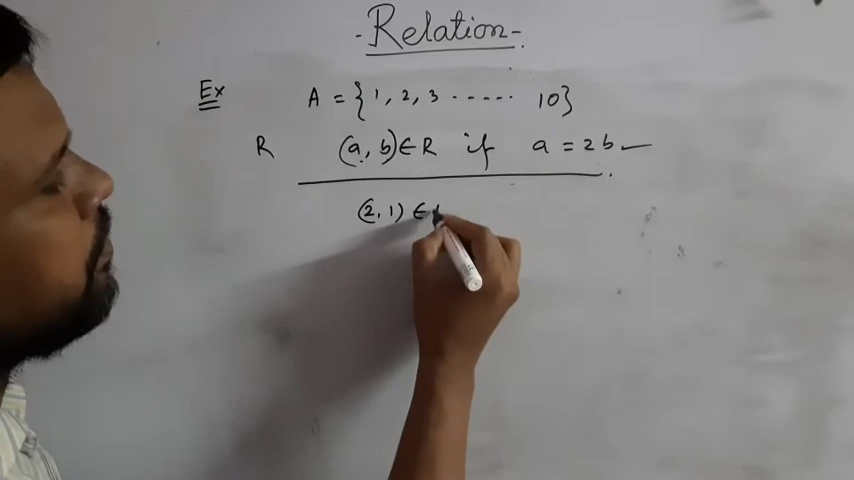 - Relation -
Ex A = {1, 2, 3 ..... 10}
R (a, b) ∈ R if a = 2b
(2, 1) ∈